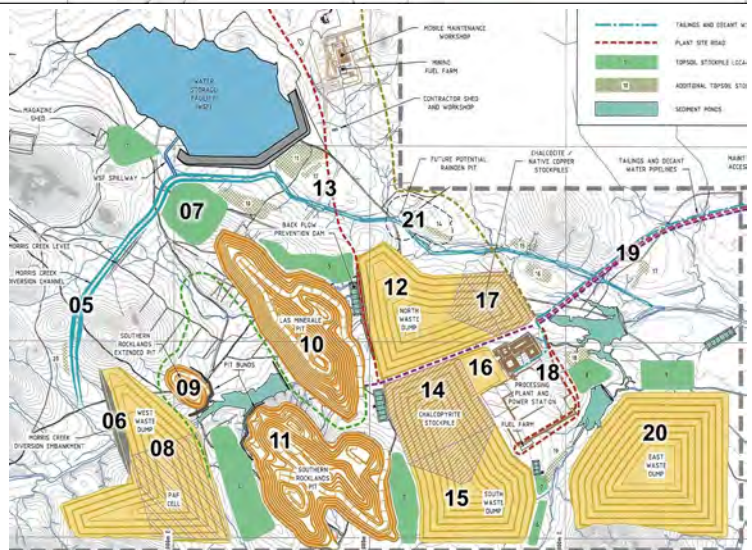 MOBILE MAINTENANCE
WORKSHOP
MINING
FUEL FARM
CONTRACTOR SHED
AND WORKSHOP
TAILINGS AND DECANT W
PLANT SITE ROAD
TOPSOIL STOCKPILE LOCA
ADDITIONAL TOPSOIL STO
SEDIMENT PONDS
WATER
STORAGE
FACILITY
(WSF)
MAGAZINE
SHED
WSF SPILLWAY
CHALCOCITE /
NATIVE COPPER
STOCKPILES
FUTURE POTENTIAL
RAINDEN PIT
TAILINGS AND DECANT
WATER PIPELINES
MAINT
ACCES
13
07
21
BACK FLOW
PREVENTION DAM
19
MORRIS CREEK LEVEE
MORRIS CREEK
DIVERSION CHANNEL
05
12
NORTH
WASTE
DUMP
17
LAS MINERALE
PIT
10
SOUTHERN
ROCKLANDS
EXTENDED PIT
PIT BUNDS
09
16
18
PROCESSING
PLANT AND
POWER STATION
14
CHALCOPYRITE
STOCKPILE
FUEL FARM
06
WEST
WASTE
DUMP
08
MORRIS CREEK
DIVERSION EMBANKMENT
PAF
CELL
11
SOUTHERN
ROCKLANDS
PIT
15
SOUTH
WASTE DUMP
20
EAST
WASTE
DUMP